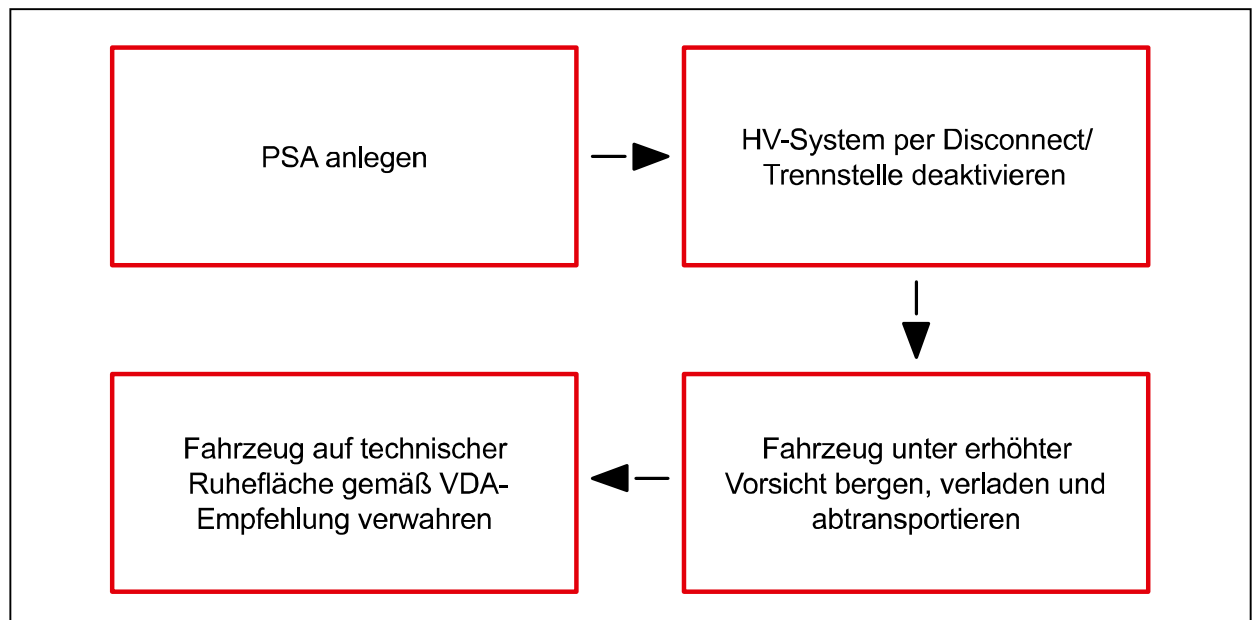 PSA anlegen
HV-System per Disconnect/
Trennstelle deaktivieren
Fahrzeug unter erhöhter
Vorsicht bergen, verladen und
abtransportieren
Fahrzeug auf technischer
Ruhefläche gemäß VDA-
Empfehlung verwahren